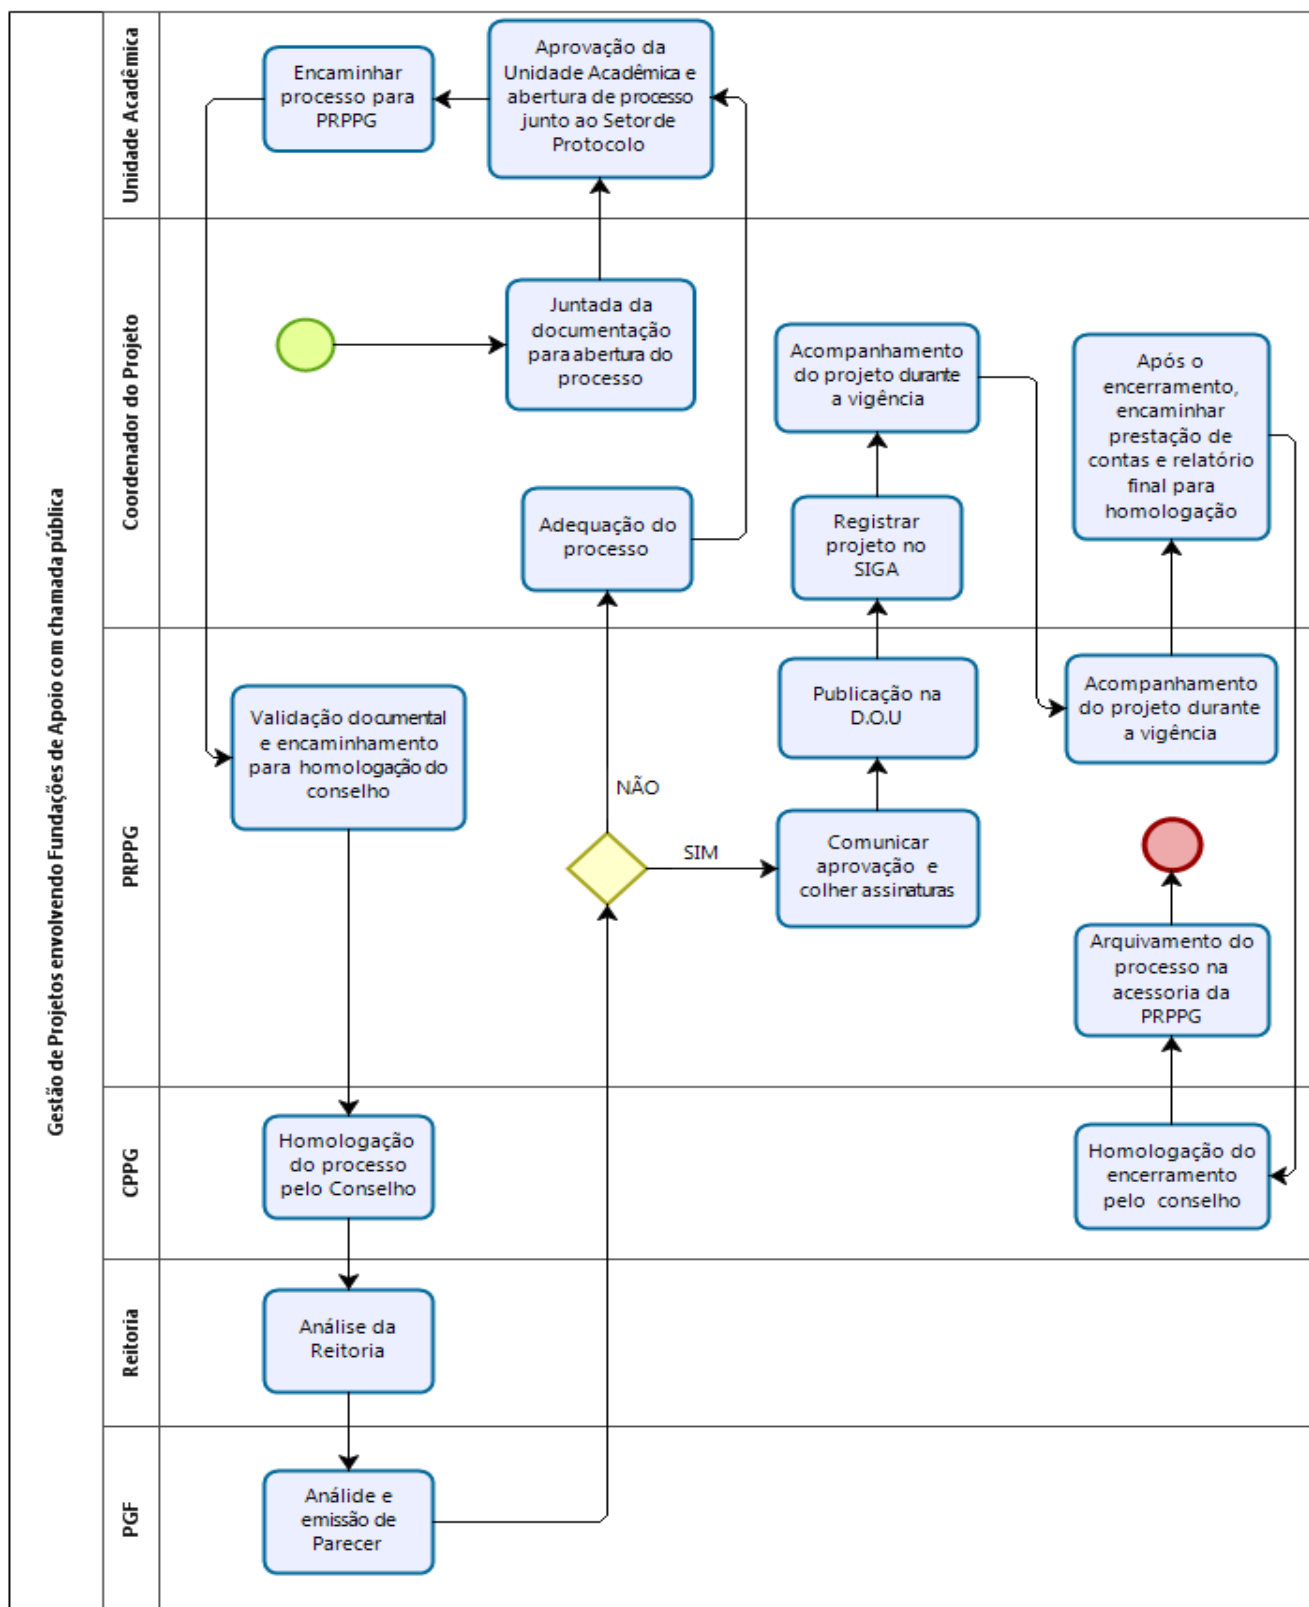 Gestão de Projetos envolvendo Fundações de Apoio com chamada pública
Unidade Acadêmica
Encaminhar
processo para
PRPPG
Aprovação da
Unidade Acadêmica e
abertura de processo
junto ao Setor de
Protocolo
Coordenador do Projeto
Juntada da
documentação
para abertura do
processo
Adequação do
processo
Acompanhamento
do projeto durante
a vigência
Registrar
projeto no
SIGA
Após o
encerramento,
encaminhar
prestação de
contas e relatório
final para
homologação
PRPPG
Validação documental
e encaminhamento
para homologação do
conselho
NÃO
SIM
Publicação na
D.O.U
Comunicar
aprovação e
colher assinaturas
Acompanhamento
do projeto durante
a vigência
Arquivamento do
processo na
acessoria da
PRPPG
CPPG
Homologação
do processo
pelo Conselho
Homologação do
encerramento
pelo conselho
Reitoria
Análise da
Reitoria
PGF
Análide e
emissão de
Parecer